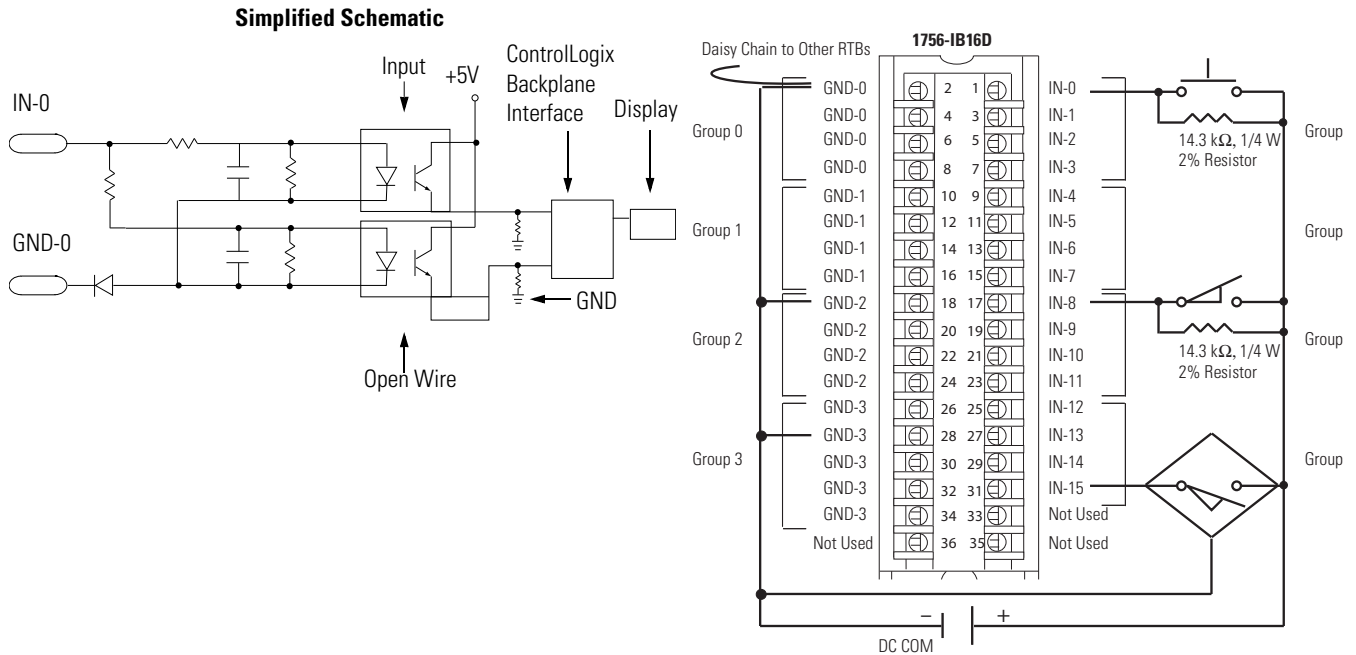 Simplified Schematic
Input
+5V
ControlLogix
Backplane
Interface
Display
IN-0
GND-0
GND
Open Wire
Daisy Chain to Other RTBs
1756-IB16D
GND-0 2 1 IN-0
GND-0 4 3 IN-1
GND-0 6 5 IN-2
GND-0 8 7 IN-3
GND-1 10 9 IN-4
GND-1 12 11 IN-5
GND-1 14 13 IN-6
GND-1 16 15 IN-7
GND-2 18 17 IN-8
GND-2 20 19 IN-9
GND-2 22 21 IN-10
GND-2 24 23 IN-11
GND-3 26 25 IN-12
GND-3 28 27 IN-13
GND-3 30 29 IN-14
GND-3 32 31 IN-15
GND-3 34 33 Not Used
Not Used 36 35 Not Used
Group 0
Group 1
Group 2
Group 3
14.3 kΩ, 1/4 W
2% Resistor
14.3 kΩ, 1/4 W
2% Resistor
Group
Group
Group
Group
– +
DC COM